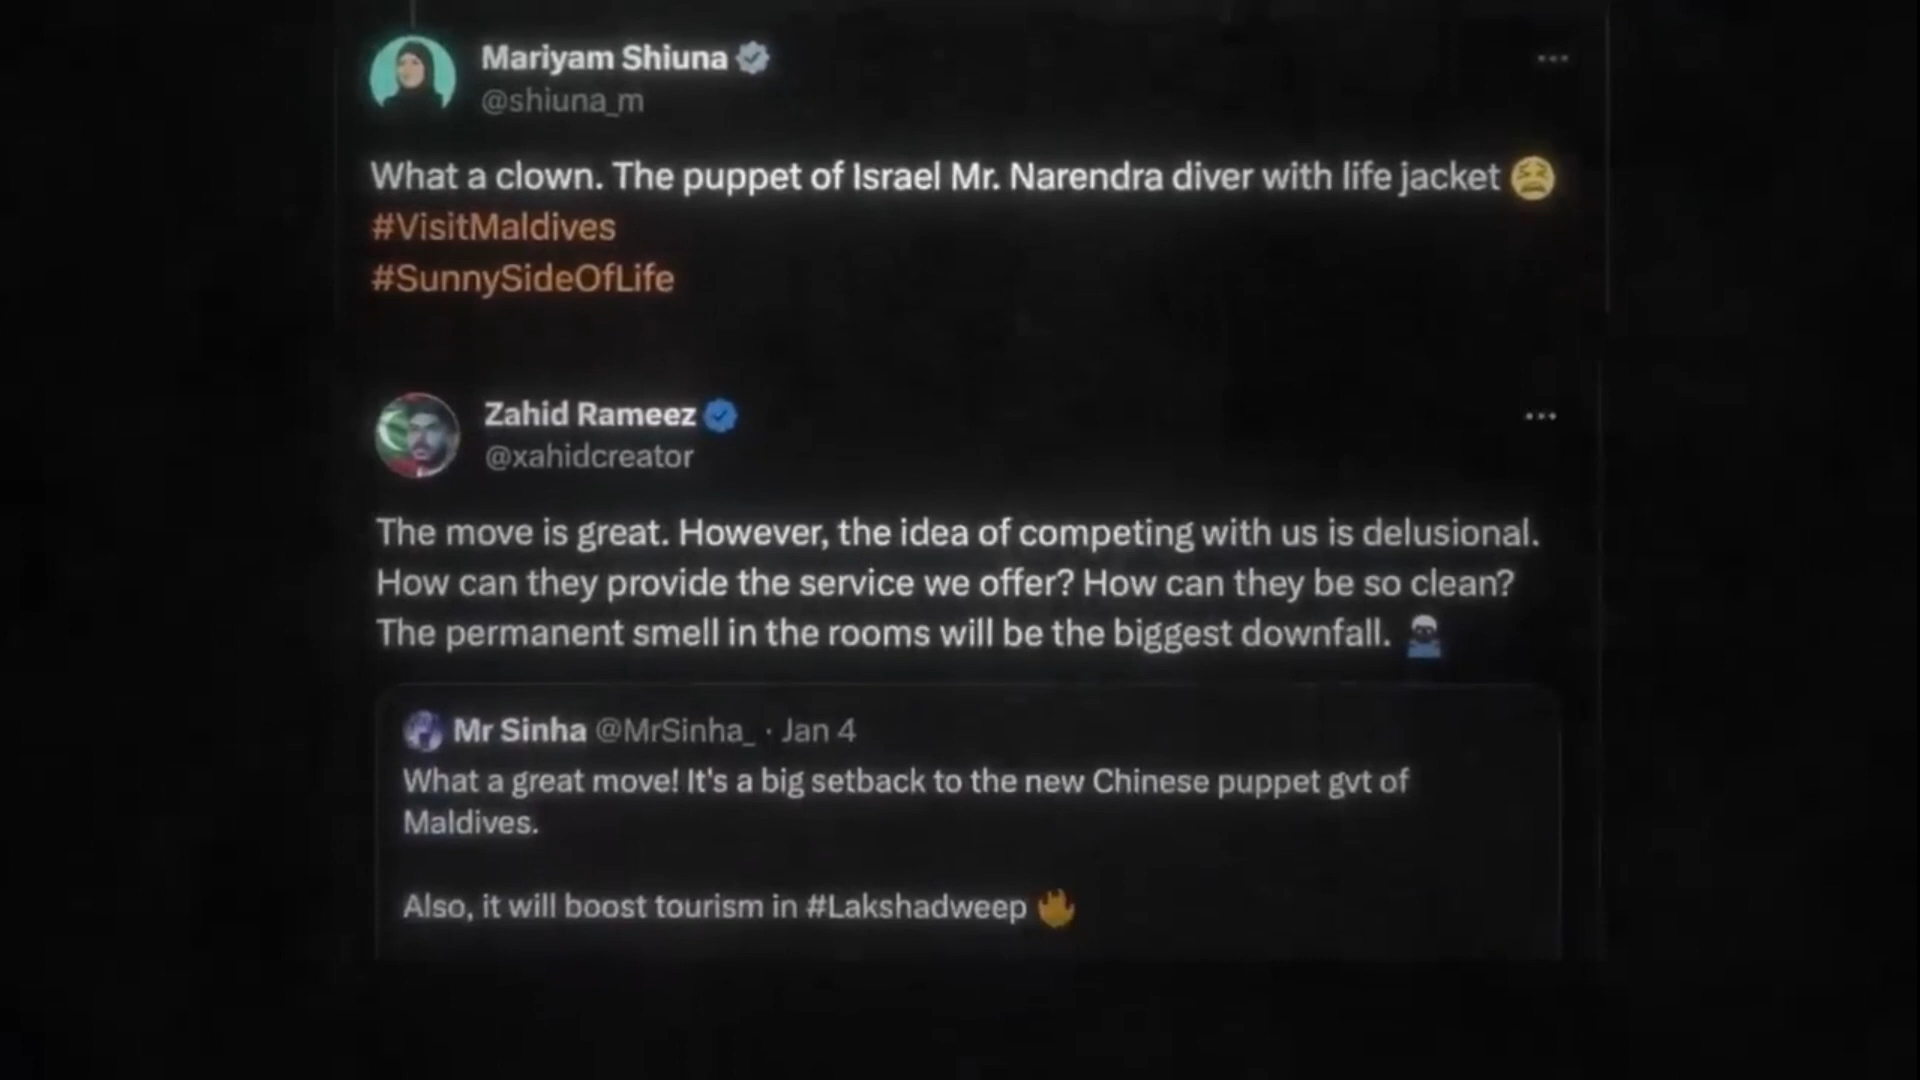 Mariyam Shiuna
@shiuna_m
What a clown. The puppet of Israel Mr. Narendra diver with life jacket 😫
#VisitMaldives
#SunnySideOfLife
Zahid Rameez
@xahidcreator
The move is great. However, the idea of competing with us is delusional.
How can they provide the service we offer? How can they be so clean?
The permanent smell in the rooms will be the biggest downfall.
Mr Sinha @MrSinha_ · Jan 4
What a great move! It's a big setback to the new Chinese puppet gvt of
Maldives.
Also, it will boost tourism in #Lakshadweep 🔥